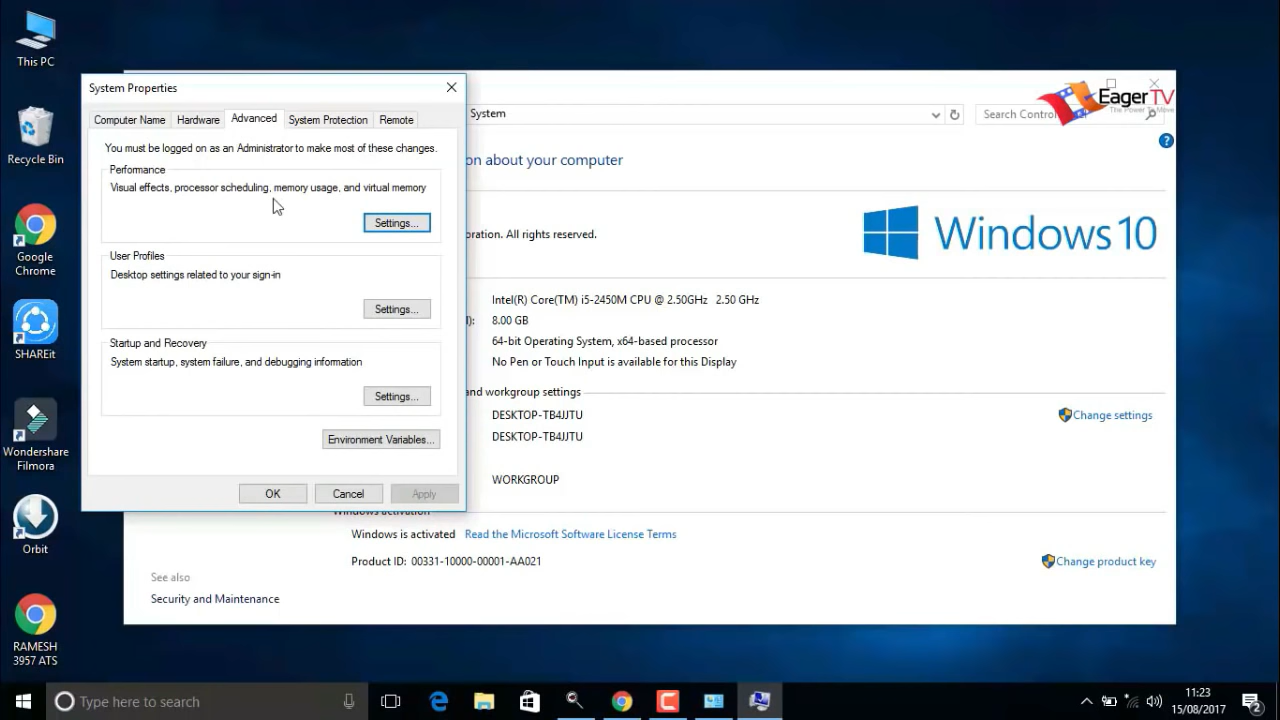 This PC
Recycle Bin
Google
Chrome
SHAREit
Wondershare
Filmora
Orbit
RAMESH
3957 ATS
System Properties
Computer Name
Hardware
Advanced
System Protection
Remote
You must be logged on as an Administrator to make most of these changes.
Performance
Visual effects, processor scheduling, memory usage, and virtual memory
Settings...
User Profiles
Desktop settings related to your sign-in
Settings...
Startup and Recovery
System startup, system failure, and debugging information
Settings...
Environment Variables...
OK
Cancel
Apply
System
Search Control
EagerTV
The Power To Move
on about your computer
oration. All rights reserved.
Windows 10
Intel(R) Core(TM) i5-2450M CPU @ 2.50GHz 2.50 GHz
): 8.00 GB
64-bit Operating System, x64-based processor
No Pen or Touch Input is available for this Display
and workgroup settings
DESKTOP-TB4JJTU
Change settings
DESKTOP-TB4JJTU
WORKGROUP
Windows activation
Windows is activated Read the Microsoft Software License Terms
Product ID: 00331-10000-00001-AA021
Change product key
See also
Security and Maintenance
Type here to search
11:23
15/08/2017
2